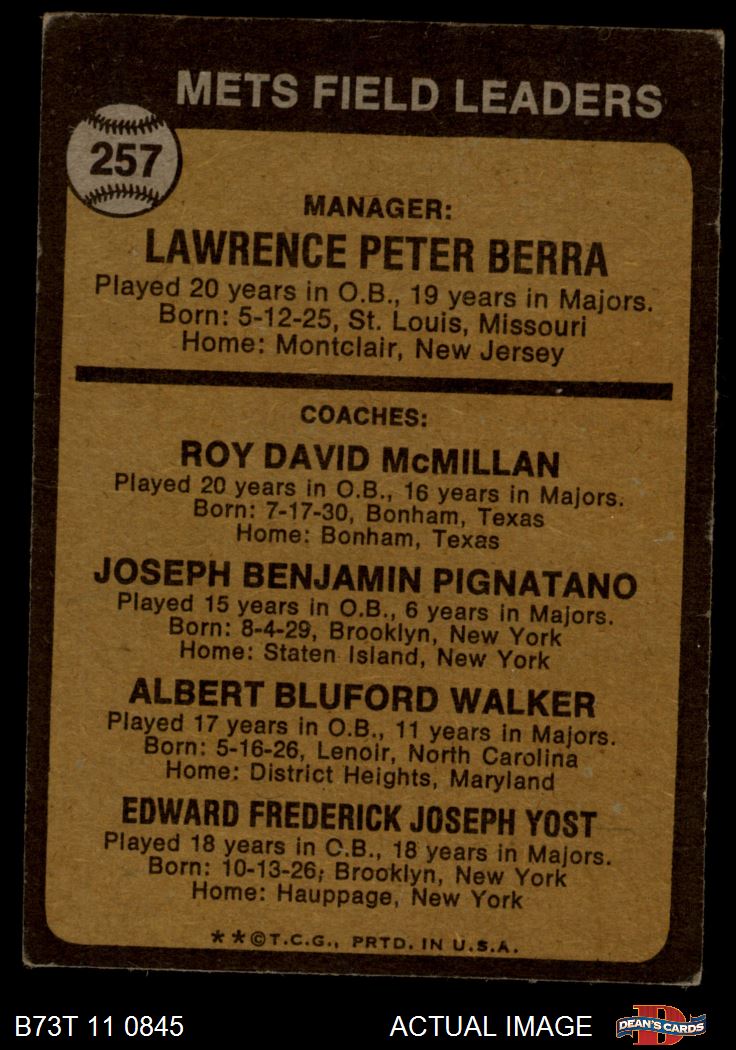 METS FIELD LEADERS
257
MANAGER:
LAWRENCE PETER BERRA
Played 20 years in O.B., 19 years in Majors.
Born: 5-12-25, St. Louis, Missouri
Home: Montclair, New Jersey
COACHES:
ROY DAVID McMILLAN
Played 20 years in O.B., 16 years in Majors.
Born: 7-17-30, Bonham, Texas
Home: Bonham, Texas
JOSEPH BENJAMIN PIGNATANO
Played 15 years in O.B., 6 years in Majors.
Born: 8-4-29, Brooklyn, New York
Home: Staten Island, New York
ALBERT BLUFORD WALKER
Played 17 years in O.B., 11 years in Majors.
Born: 5-16-26, Lenoir, North Carolina
Home: District Heights, Maryland
EDWARD FREDERICK JOSEPH YOST
Played 18 years in O.B., 18 years in Majors.
Born: 10-13-26, Brooklyn, New York
Home: Hauppage, New York
**©T.C.G., PRTD. IN U.S.A.
B73T 11 0845 ACTUAL IMAGE D DEAN'S CARDS